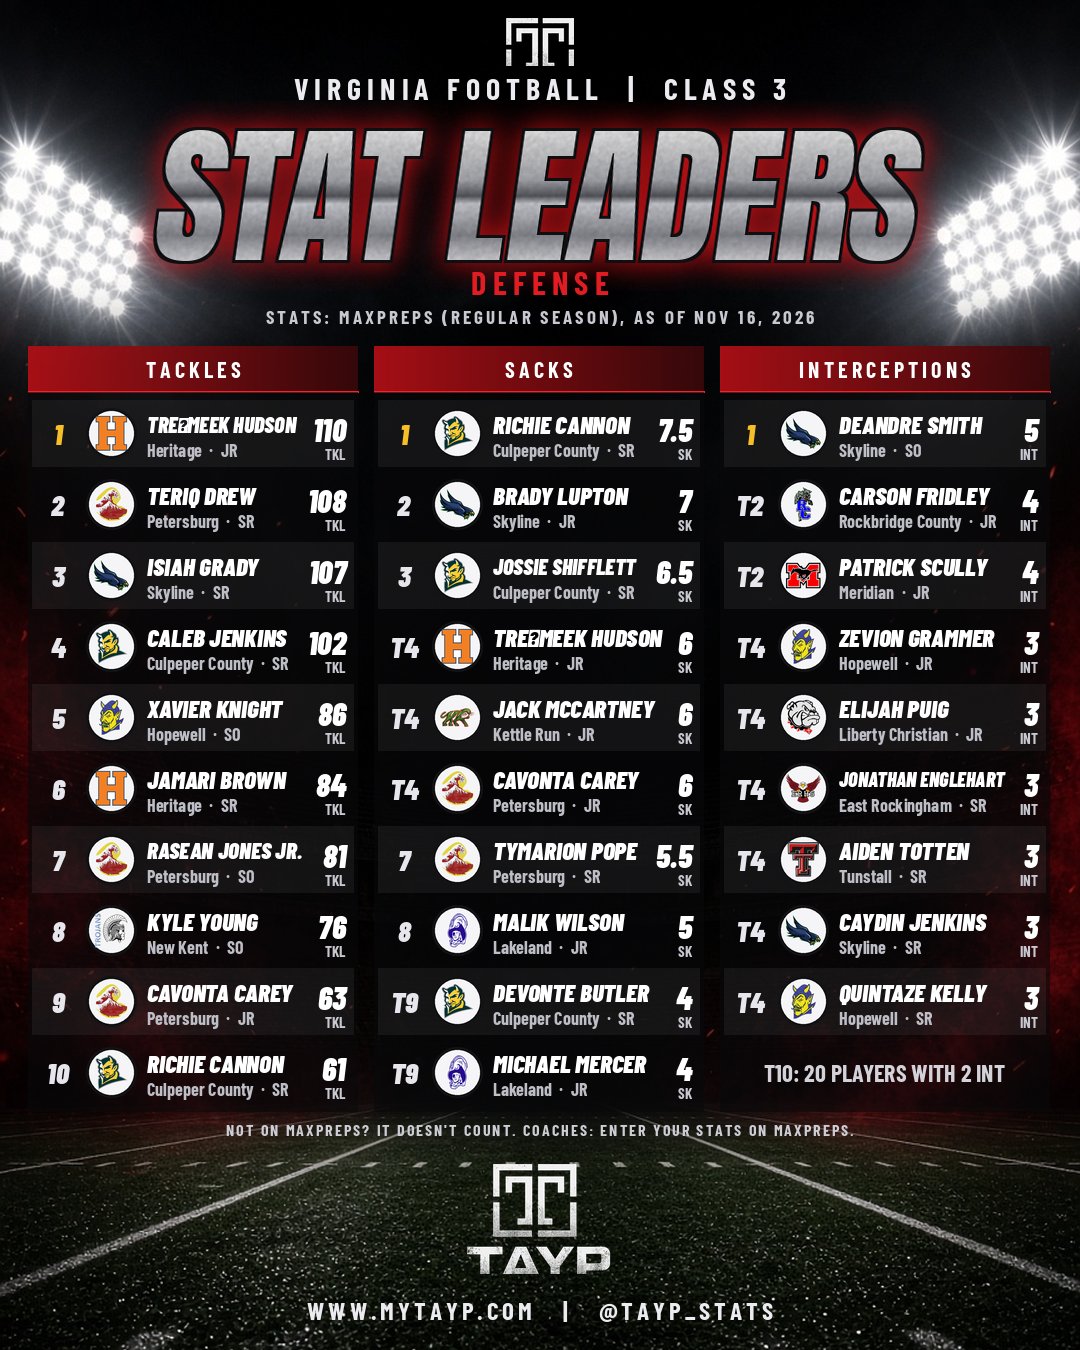 VIRGINIA FOOTBALL | CLASS 3
STAT LEADERS
DEFENSE
STATS: MAXPREPS (REGULAR SEASON), AS OF NOV 16, 2026
TACKLES
1 TRE�MEEK HUDSON 110
Heritage · JR TKL
2 TERIQ DREW 108
Petersburg · SR TKL
3 ISIAH GRADY 107
Skyline · SR TKL
4 CALEB JENKINS 102
Culpeper County · SR TKL
5 XAVIER KNIGHT 86
Hopewell · SO TKL
6 JAMARI BROWN 84
Heritage · SR TKL
7 RASEAN JONES JR. 81
Petersburg · SO TKL
8 KYLE YOUNG 76
New Kent · SO TKL
9 CAVONTA CAREY 63
Petersburg · JR TKL
10 RICHIE CANNON 61
Culpeper County · SR TKL
SACKS
1 RICHIE CANNON 7.5
Culpeper County · SR SK
2 BRADY LUPTON 7
Skyline · JR SK
3 JOSSIE SHIFFLETT 6.5
Culpeper County · SR SK
T4 TRE�MEEK HUDSON 6
Heritage · JR SK
T4 JACK MCCARTNEY 6
Kettle Run · JR SK
T4 CAVONTA CAREY 6
Petersburg · JR SK
7 TYMARION POPE 5.5
Petersburg · SR SK
8 MALIK WILSON 5
Lakeland · JR SK
T9 DEVONTE BUTLER 4
Culpeper County · SR SK
T9 MICHAEL MERCER 4
Lakeland · JR SK
INTERCEPTIONS
1 DEANDRE SMITH 5
Skyline · SO INT
T2 CARSON FRIDLEY 4
Rockbridge County · JR INT
T2 PATRICK SCULLY 4
Meridian · JR INT
T4 ZEVION GRAMMER 3
Hopewell · JR INT
T4 ELIJAH PUIG 3
Liberty Christian · JR INT
T4 JONATHAN ENGLEHART 3
East Rockingham · SR INT
T4 AIDEN TOTTEN 3
Tunstall · SR INT
T4 CAYDIN JENKINS 3
Skyline · SR INT
T4 QUINTAZE KELLY 3
Hopewell · SR INT
T10: 20 PLAYERS WITH 2 INT
NOT ON MAXPREPS? IT DOESN'T COUNT. COACHES: ENTER YOUR STATS ON MAXPREPS.
TAYP
WWW.MYTAYP.COM | @TAYP_STATS